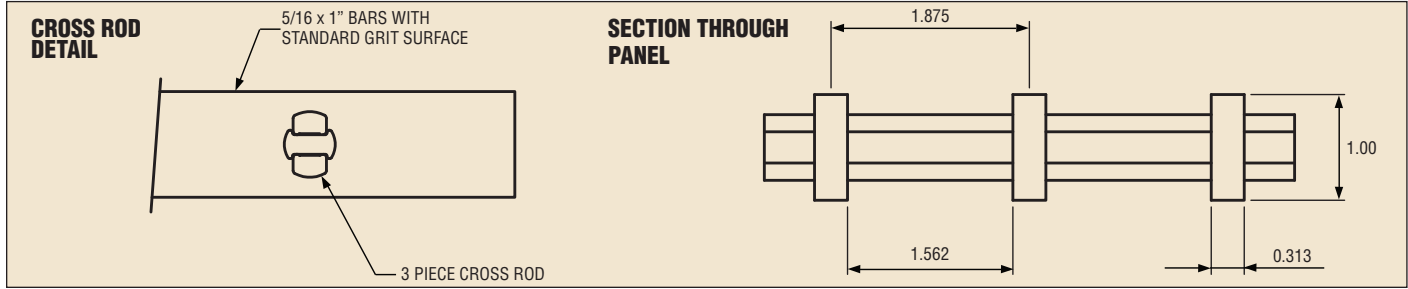 CROSS ROD
DETAIL
5/16 x 1” BARS WITH
STANDARD GRIT SURFACE
3 PIECE CROSS ROD
SECTION THROUGH
PANEL
1.875
1.00
1.562
0.313